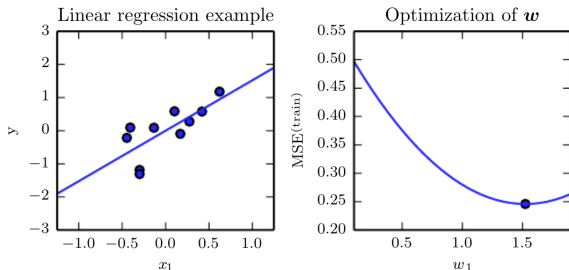 Linear regression example
3
2
1
0
−1
−2
−3
y
−1.0 −0.5 0.0 0.5 1.0
x1
Optimization of w
0.55
0.50
0.45
0.40
0.35
0.30
0.25
0.20
MSE(train)
0.5 1.0 1.5
w1